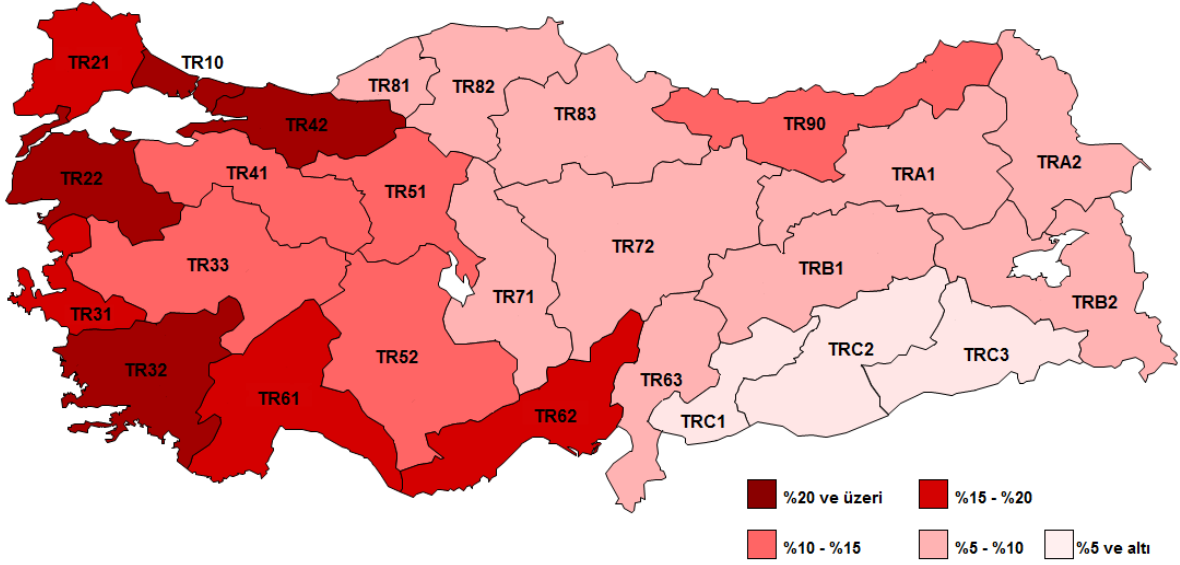 TR21
TR10
TR81
TR82
TR83
TR42
TR90
TRA2
TR22
TR41
TR51
TRA1
TR72
TR33
TRB1
TR71
TRB2
TR31
TR52
TRC2
TRC3
TR32
TR63
TR61
TR62
TRC1
%20 ve üzeri
%15 - %20
%10 - %15
%5 - %10
%5 ve altı